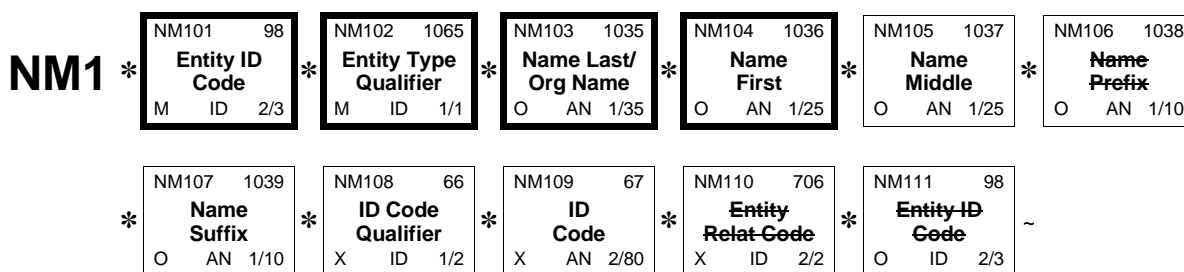 NM101 98 NM102 1065 NM103 1035 NM104 1036 NM105 1037 NM106 1038
NM1 * Entity ID * Entity Type * Name Last/ * Name * Name * Name
Code Qualifier Org Name First Middle Prefix
M ID 2/3 M ID 1/1 O AN 1/35 O AN 1/25 O AN 1/25 O AN 1/10
NM107 1039 NM108 66 NM109 67 NM110 706 NM111 98
* Name * ID Code * ID * Entity * Entity ID ~
Suffix Qualifier Code Relat Code Code
O AN 1/10 X ID 1/2 X AN 2/80 X ID 2/2 O ID 2/3